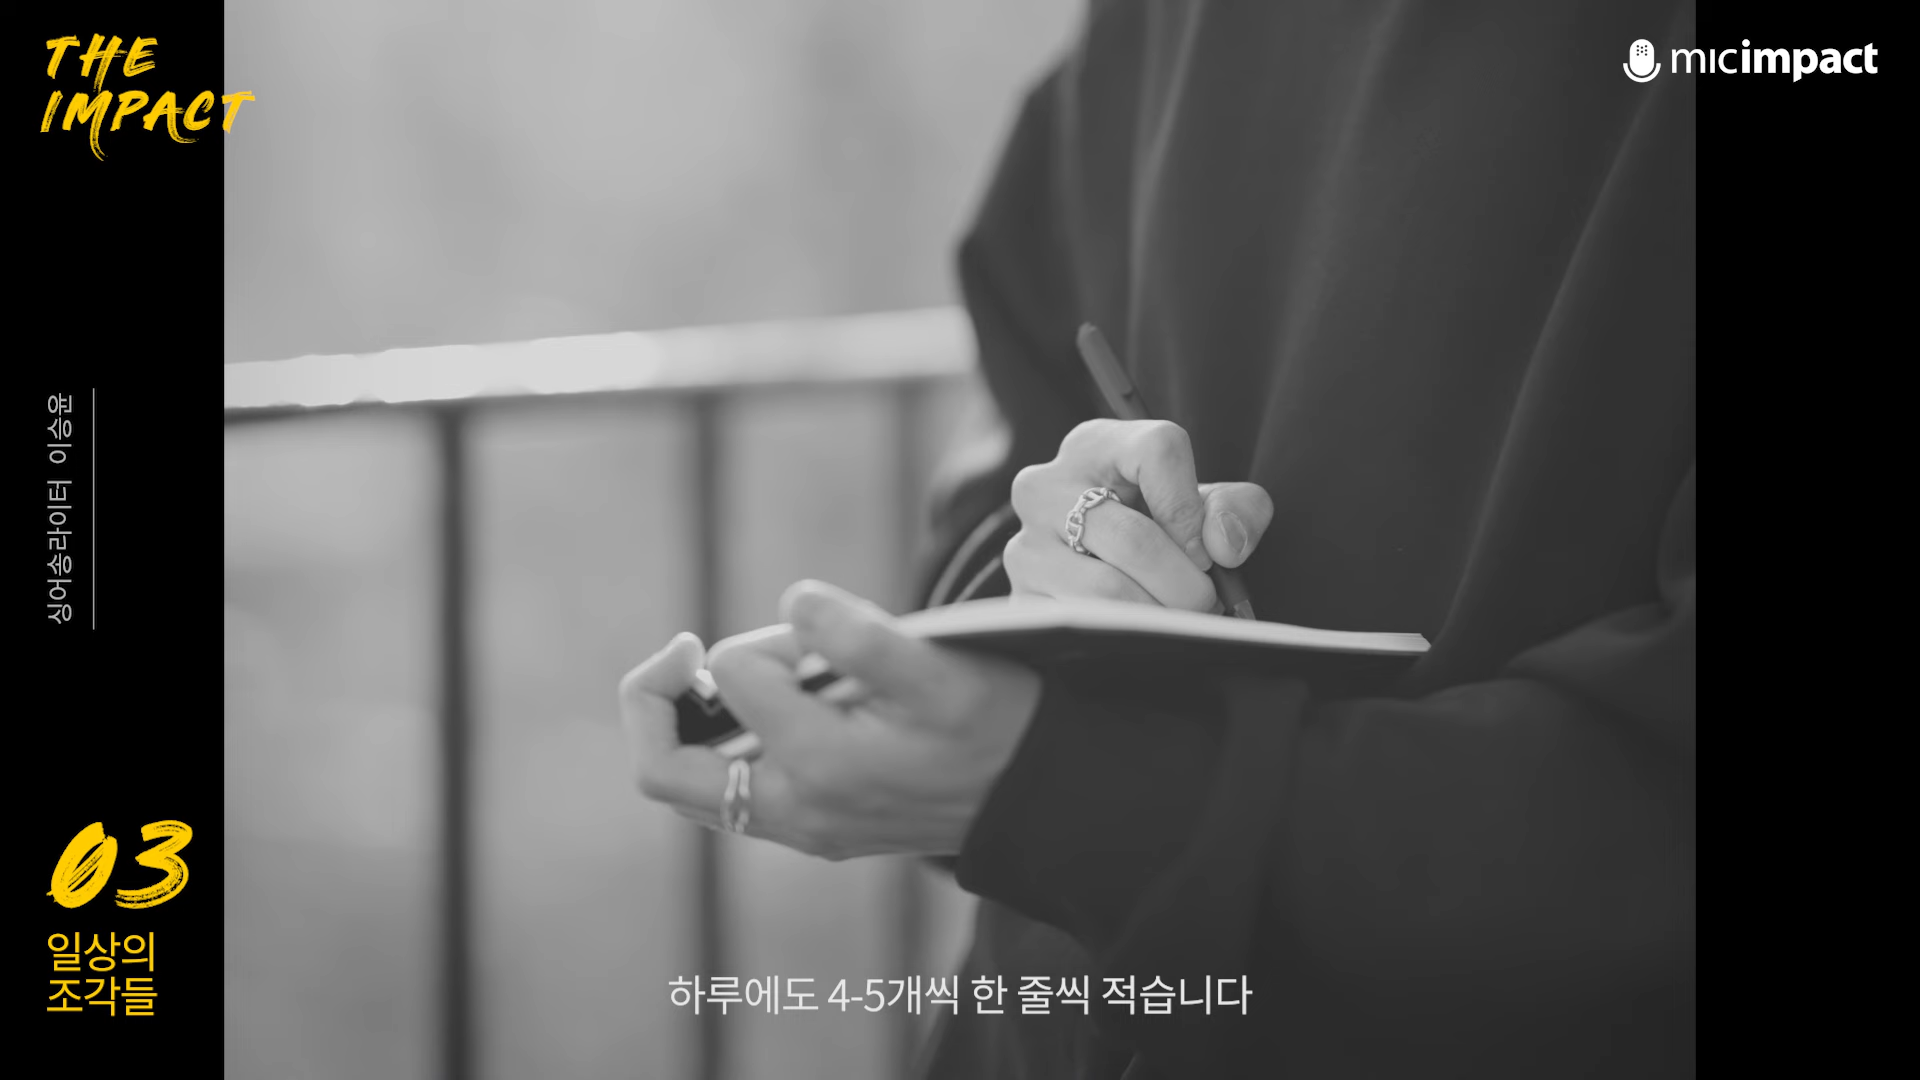 THE
IMPACT
micimpact
싱어송라이터 이승윤
03
일상의
조각들
하루에도 4-5개씩 한 줄씩 적습니다